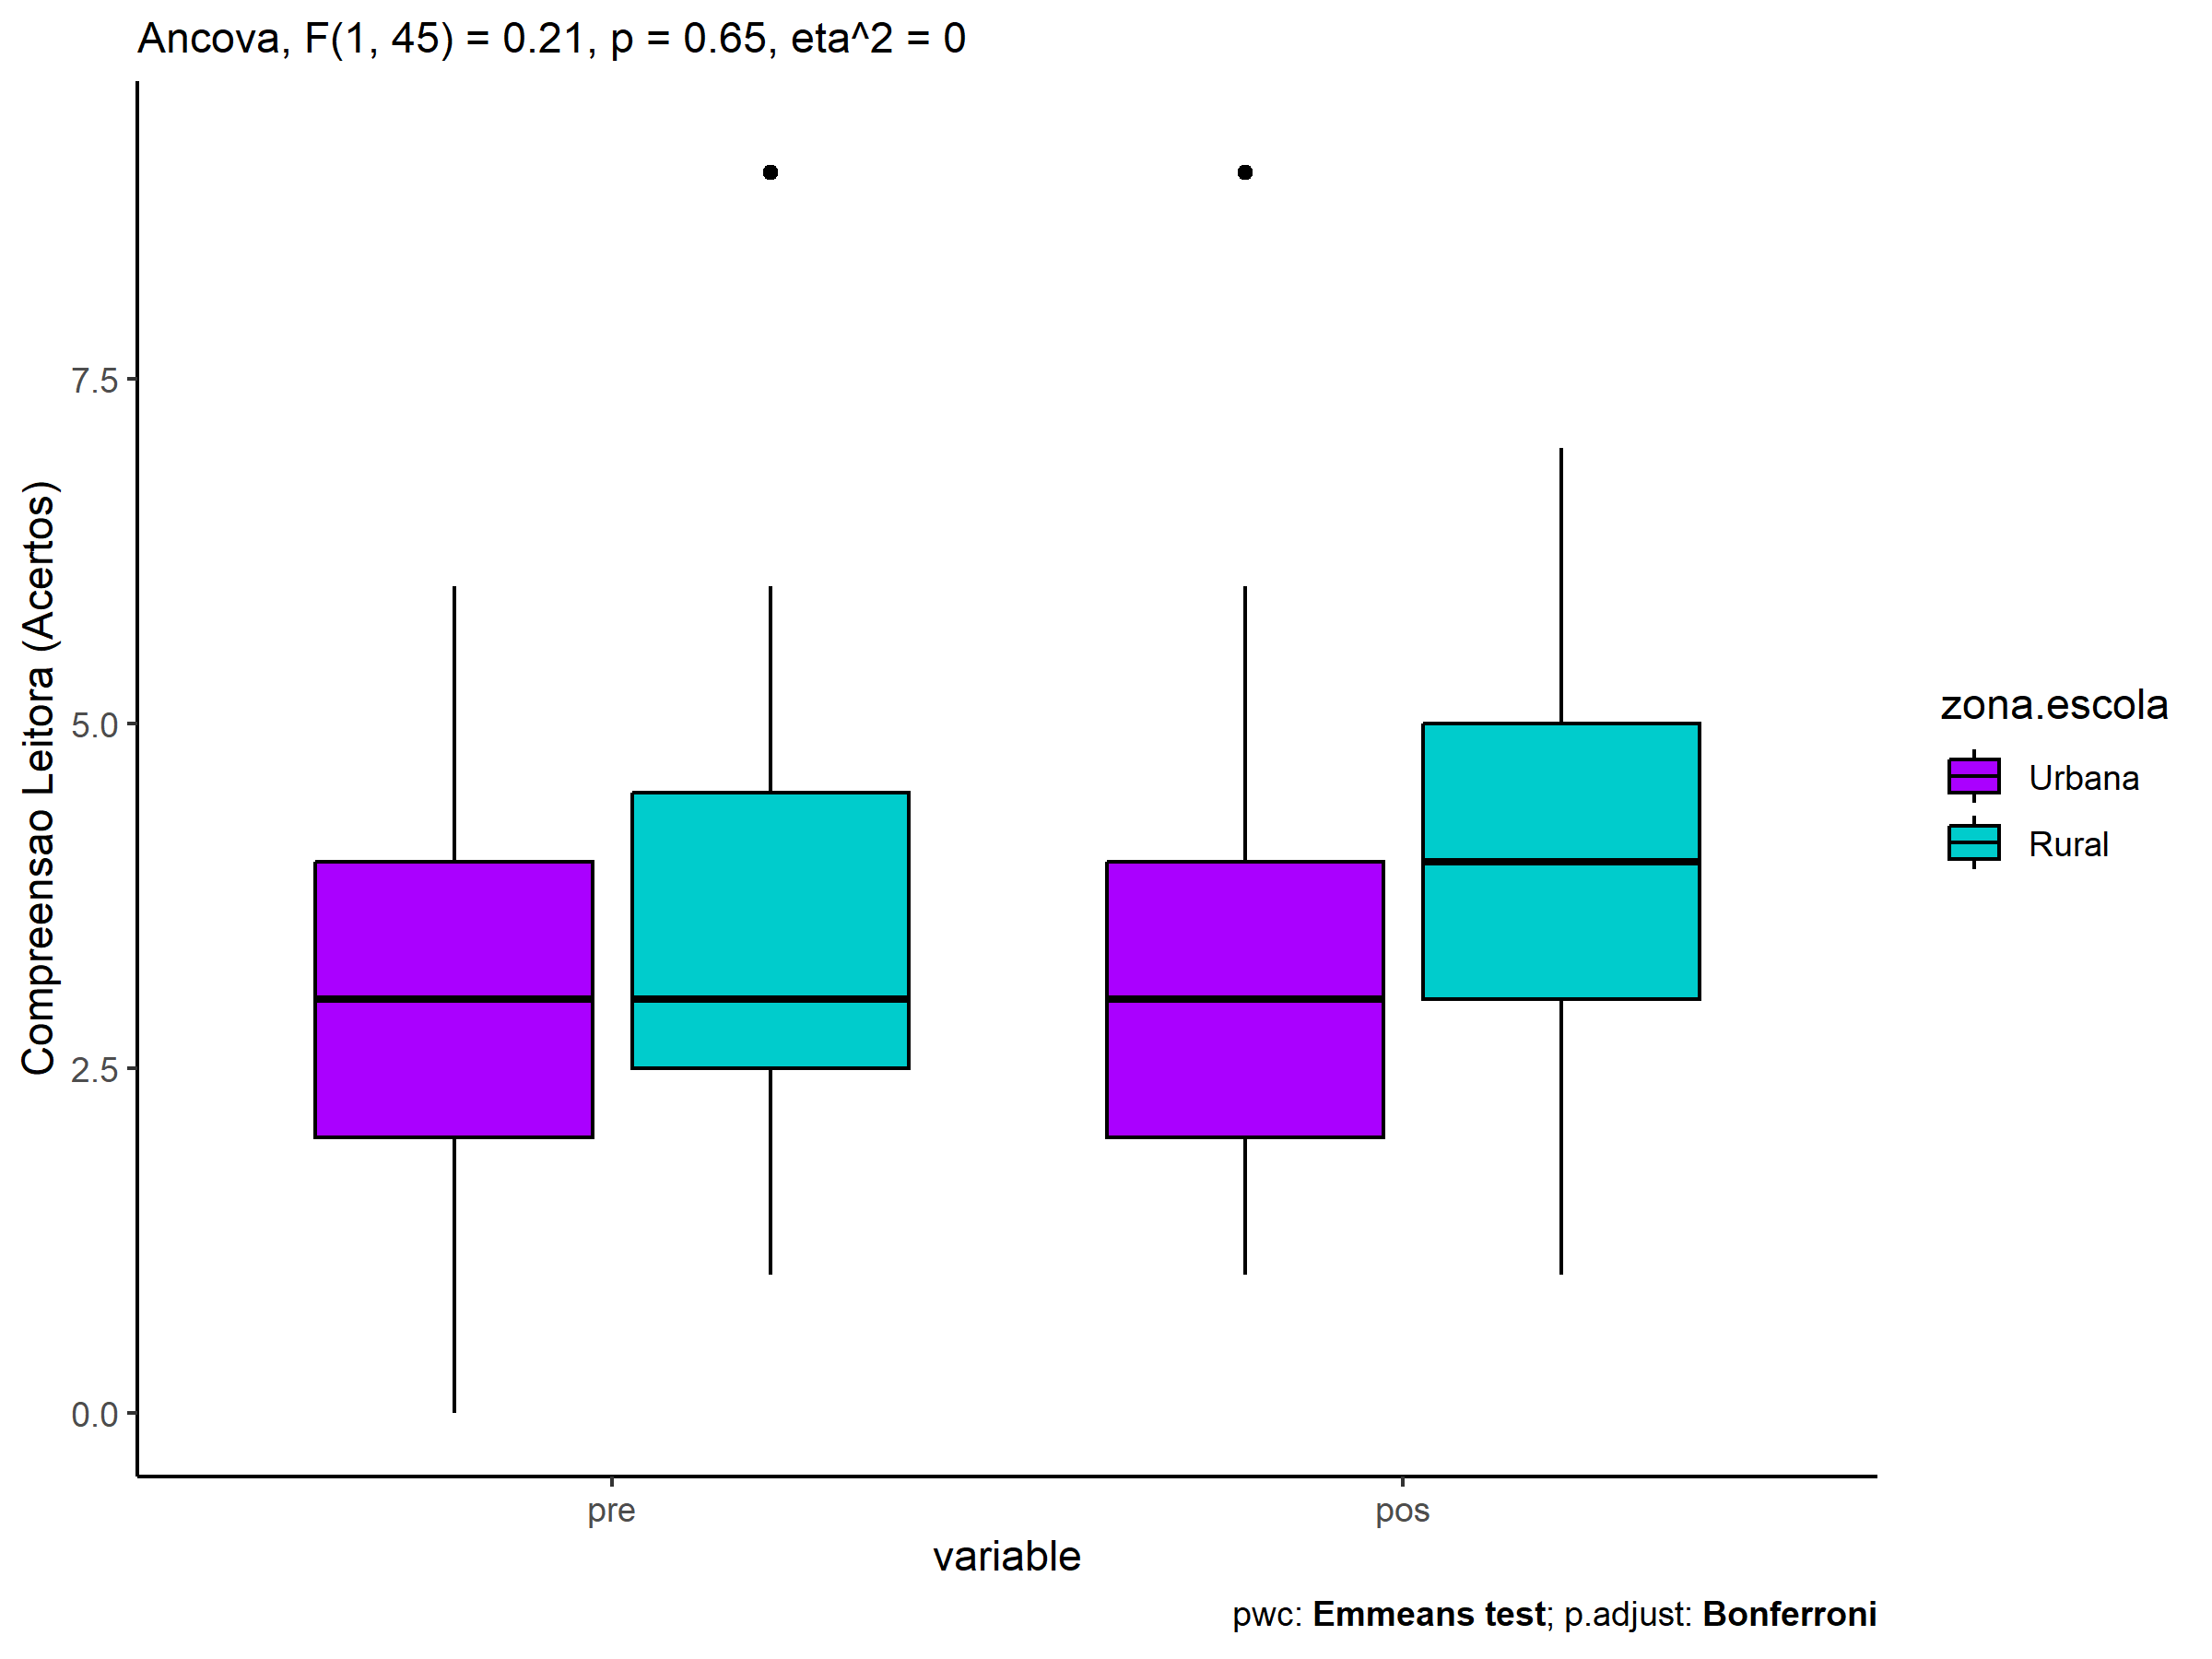 Ancova, F(1, 45) = 0.21, p = 0.65, eta^2 = 0
Compreensao Leitora (Acertos)
7.5
5.0
2.5
0.0
pre
pos
variable
zona.escola
Urbana
Rural
pwc: Emmeans test; p.adjust: Bonferroni